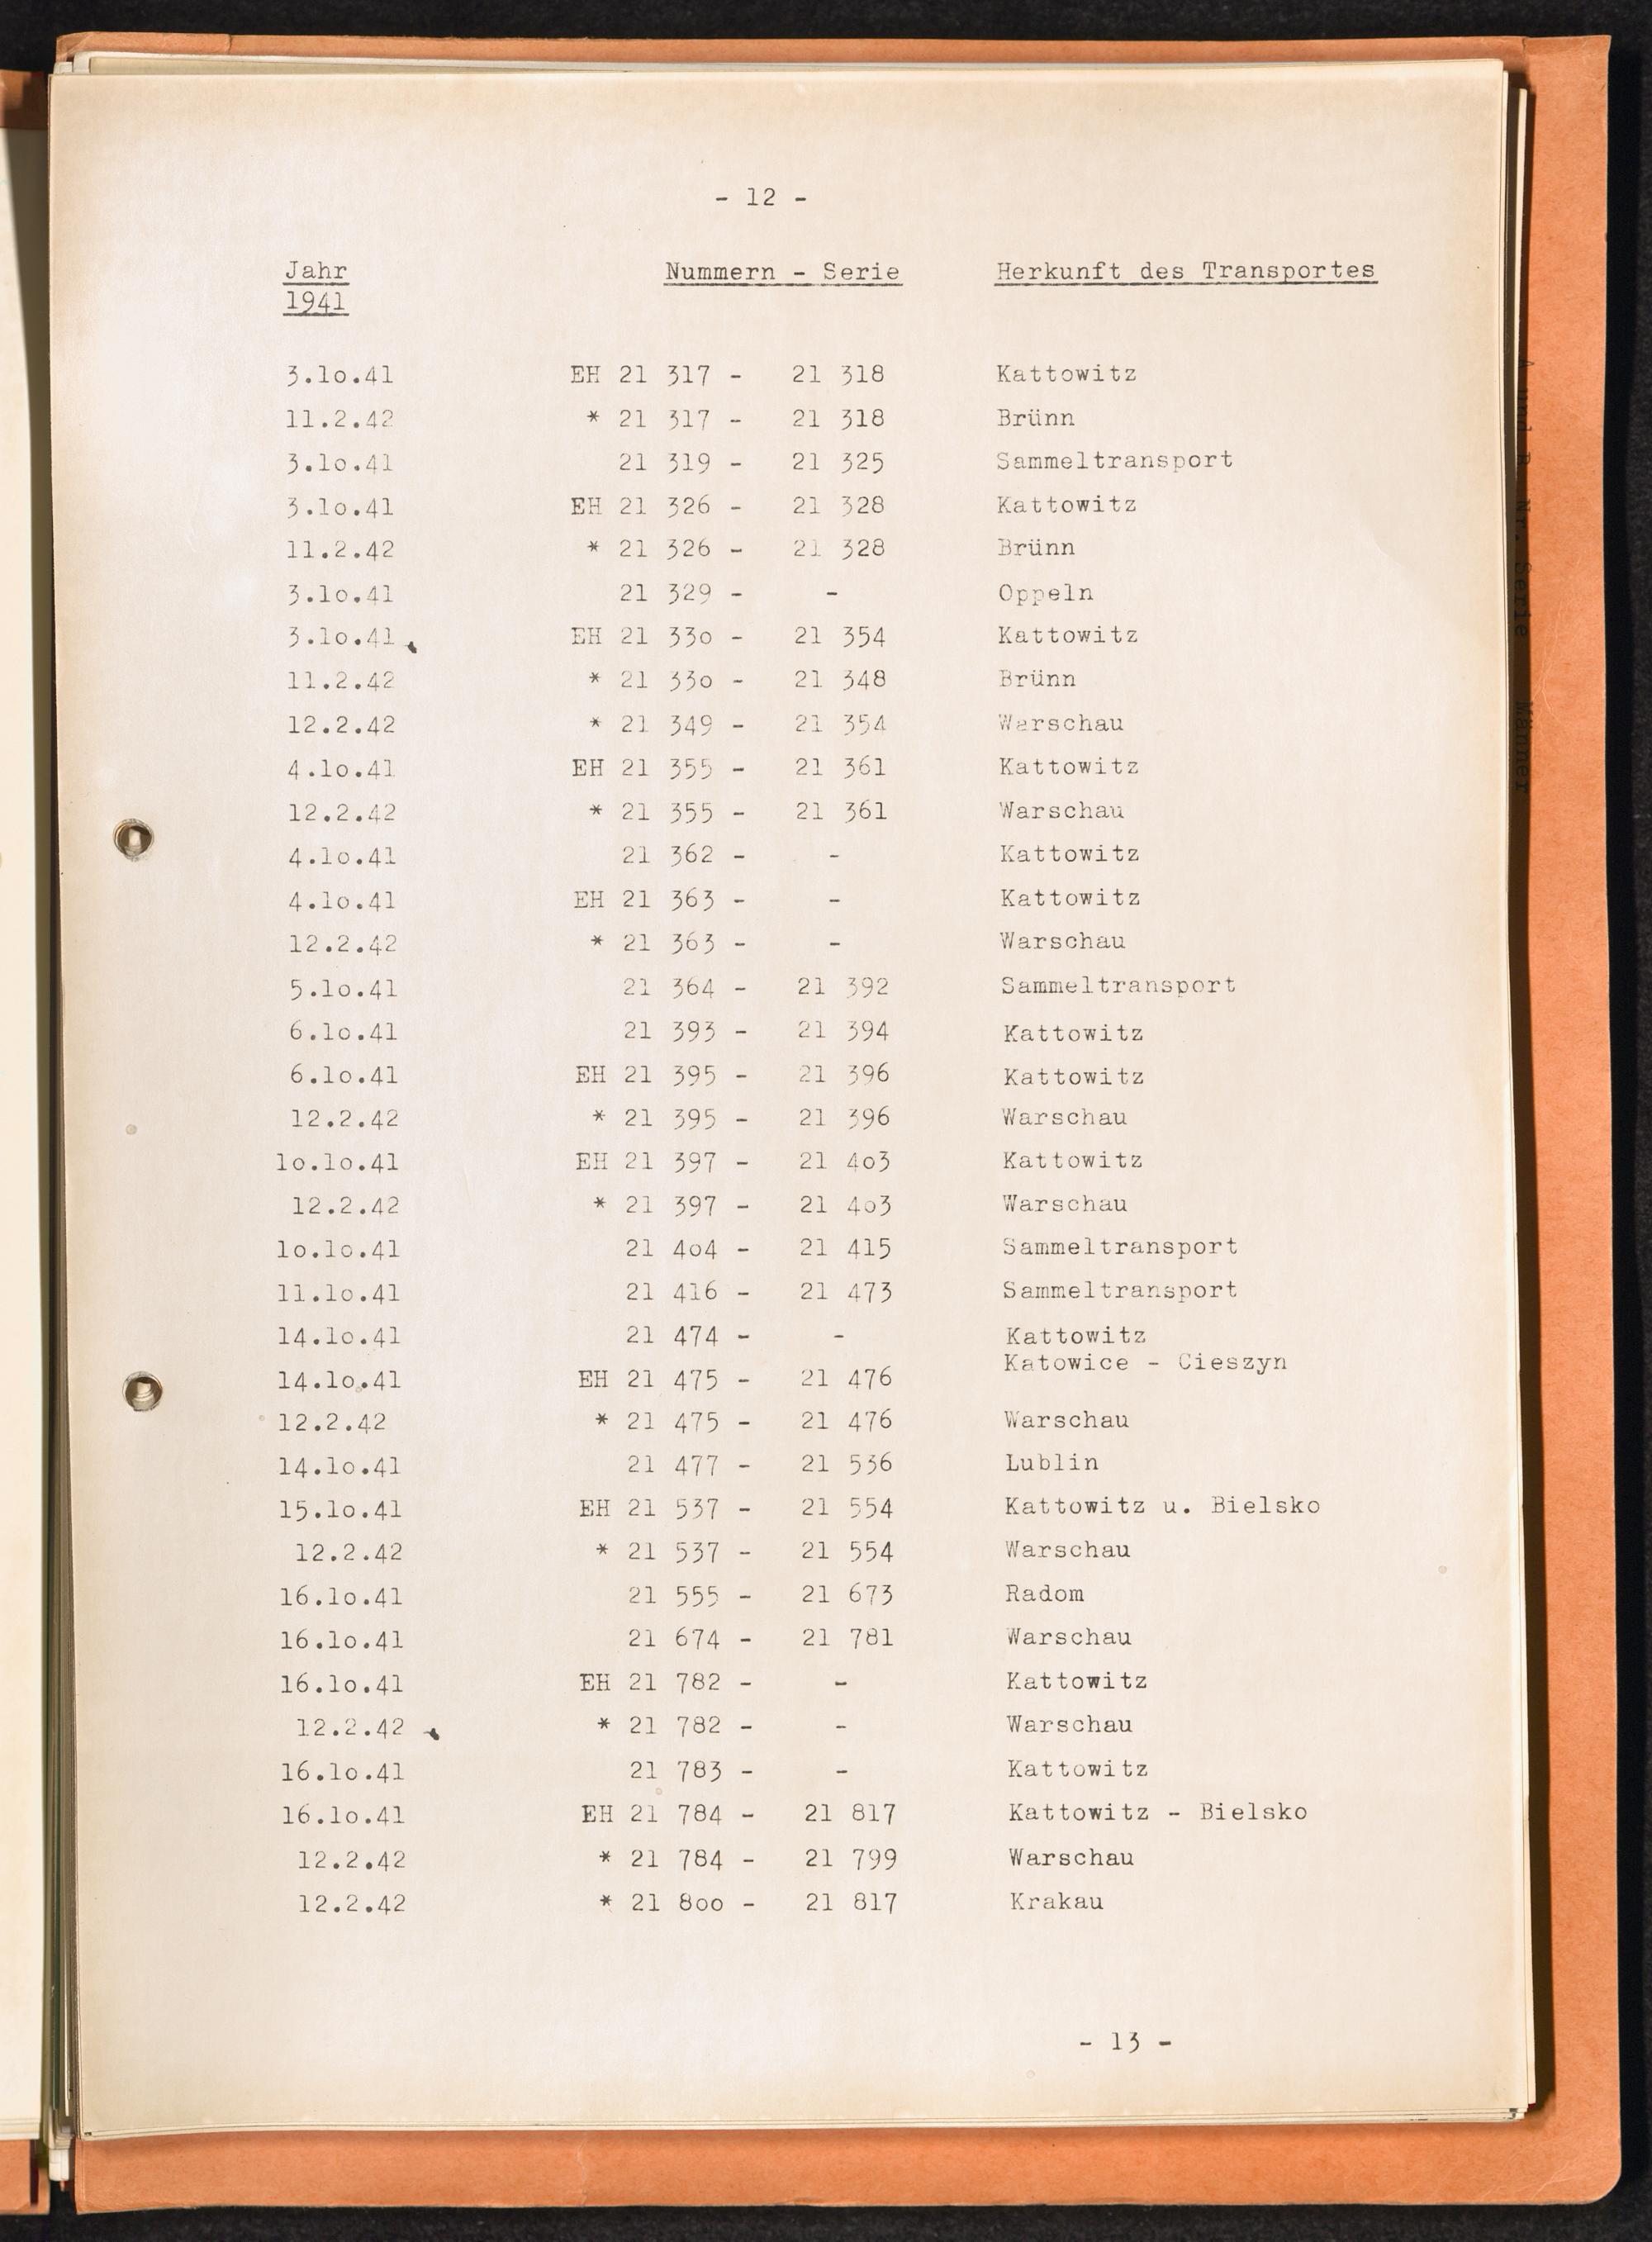 - 12 -
Jahr Nummern - Serie Herkunft des Transportes
1941
3.1o.41 EH 21 317 - 21 318 Kattowitz
11.2.42 * 21 317 - 21 318 Brünn
3.1o.41 21 319 - 21 325 Sammeltransport
3.1o.41 EH 21 326 - 21 328 Kattowitz
11.2.42 * 21 326 - 21 328 Brünn
3.1o.41 21 329 - - Oppeln
3.1o.41 EH 21 33o - 21 354 Kattowitz
11.2.42 * 21 33o - 21 348 Brünn
12.2.42 * 21 349 - 21 354 Warschau
4.1o.41 EH 21 355 - 21 361 Kattowitz
12.2.42 * 21 355 - 21 361 Warschau
4.1o.41 21 362 - - Kattowitz
4.1o.41 EH 21 363 - - Kattowitz
12.2.42 * 21 363 - - Warschau
5.1o.41 21 364 - 21 392 Sammeltransport
6.1o.41 21 393 - 21 394 Kattowitz
6.1o.41 EH 21 395 - 21 396 Kattowitz
12.2.42 * 21 395 - 21 396 Warschau
1o.1o.41 EH 21 397 - 21 4o3 Kattowitz
12.2.42 * 21 397 - 21 4o3 Warschau
1o.1o.41 21 4o4 - 21 415 Sammeltransport
11.1o.41 21 416 - 21 473 Sammeltransport
14.1o.41 21 474 - - Kattowitz
14.1o.41 EH 21 475 - 21 476 Katowice - Cieszyn
12.2.42 * 21 475 - 21 476 Warschau
14.1o.41 21 477 - 21 536 Lublin
15.1o.41 EH 21 537 - 21 554 Kattowitz u. Bielsko
12.2.42 * 21 537 - 21 554 Warschau
16.1o.41 21 555 - 21 673 Radom
16.1o.41 21 674 - 21 781 Warschau
16.1o.41 EH 21 782 - - Kattowitz
12.2.42 * 21 782 - - Warschau
16.1o.41 21 783 - - Kattowitz
16.1o.41 EH 21 784 - 21 817 Kattowitz - Bielsko
12.2.42 * 21 784 - 21 799 Warschau
12.2.42 * 21 8oo - 21 817 Krakau
- 13 -
Nr. Serie Männer